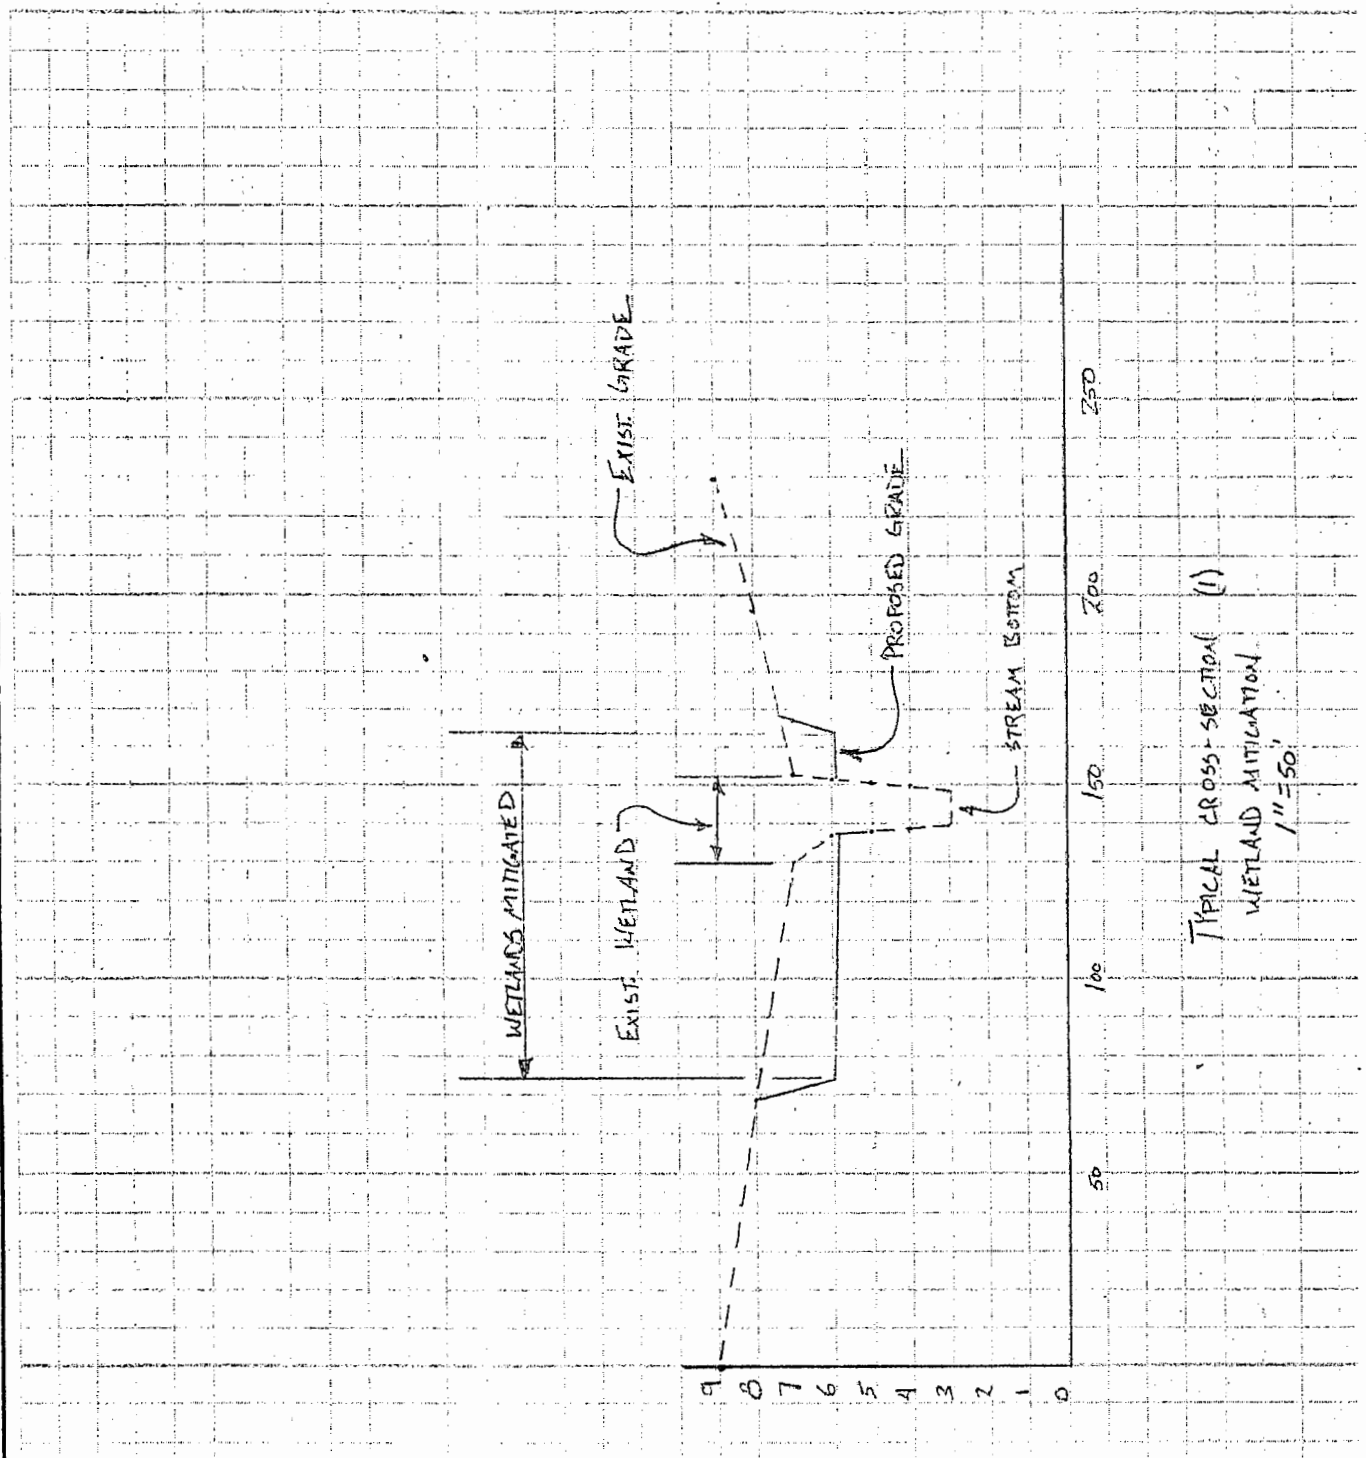 WETLANDS MITIGATED
EXIST. WETLAND
EXIST. GRADE
PROPOSED GRADE
STREAM BOTTOM
9
8
7
6
5
4
3
2
1
0
50
100
150
200
250
TYPICAL CROSS-SECTION (1)
WETLAND MITIGATION
1"=50'